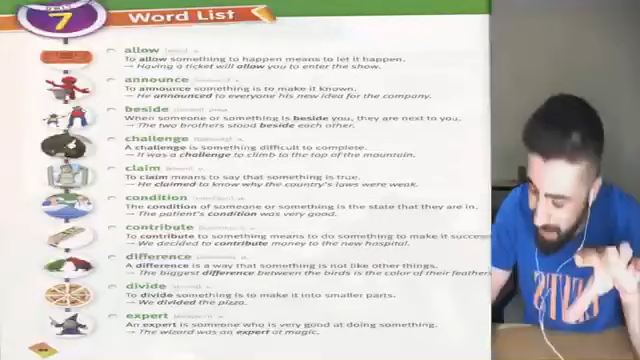 UNIT
7
Word List
allow
To allow something to happen means to let it happen.
→ Having a ticket will allow you to enter the show.
announce
To announce something is to make it known.
→ He announced to everyone his new idea for the company.
beside
When someone or something is beside you, they are next to you.
→ The two brothers stood beside each other.
challenge
A challenge is something difficult to complete.
→ It was a challenge to climb to the top of the mountain.
claim
To claim means to say that something is true.
→ He claimed to know why the country's laws were weak.
condition
The condition of someone or something is the state that they are in.
→ The patient's condition was very good.
contribute
To contribute to something means to do something to make it
→ We decided to contribute money to the new hospital.
difference
A difference is a way that something is not like other things.
→ The biggest difference between the birds is the color of their
divide
To divide something is to make it into smaller parts.
→ We divided the pizza.
expert
An expert is someone who is very good at doing something.
→ The wizard was an expert at magic.